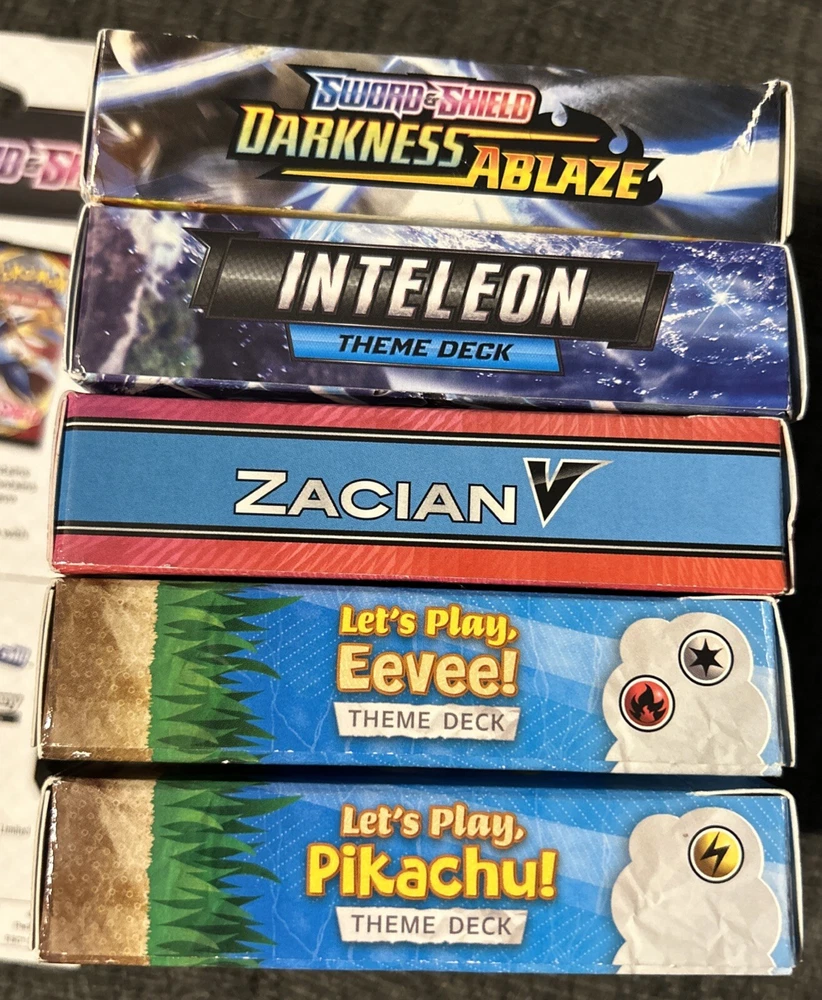 SWORD & SHIELD
DARKNESS ABLAZE
INTELEON
THEME DECK
ZACIAN V
Let's Play,
Eevee!
THEME DECK
Let's Play,
Pikachu!
THEME DECK